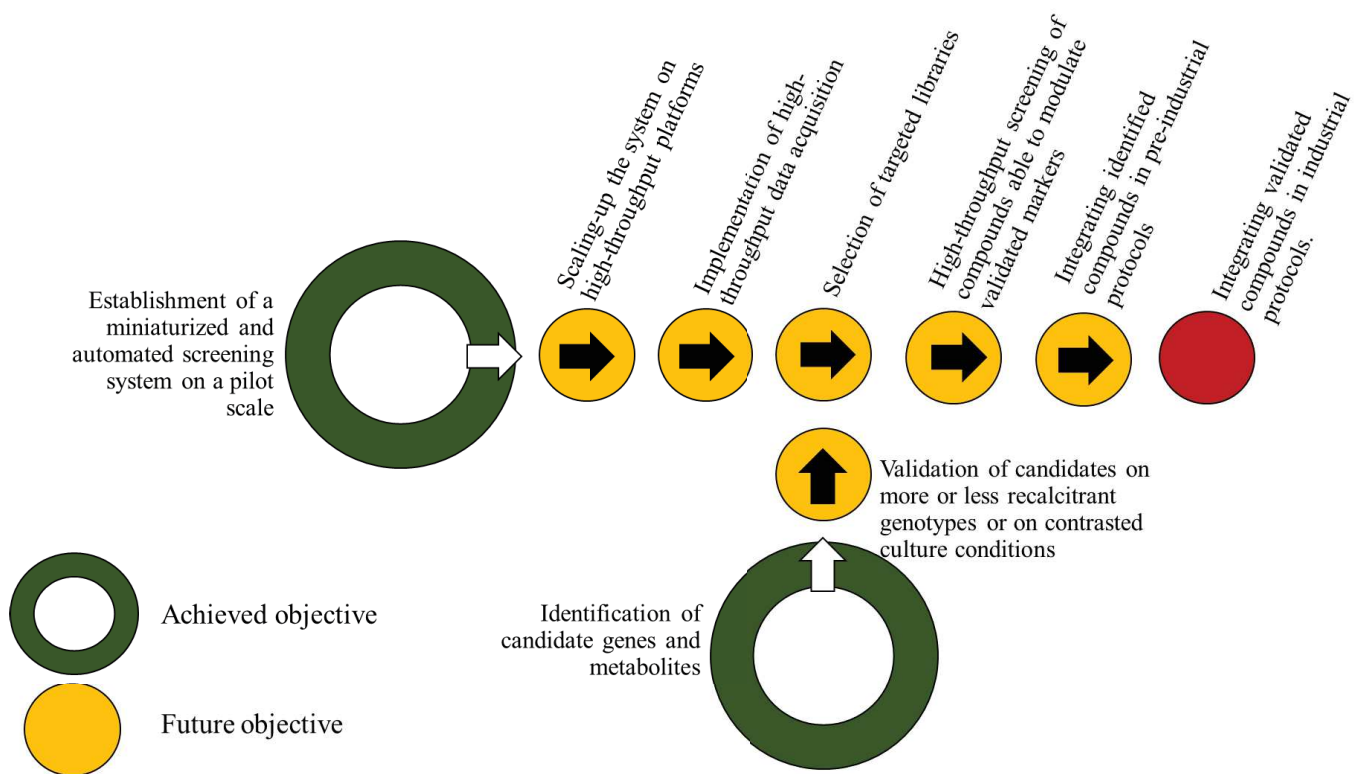 Scaling-up the system on
high-throughput platforms
Implementation of high-
throughput data acquisition
Selection of targeted libraries
High-throughput screening of
compounds able to modulate
validated markers
Integrating identified
compounds in pre-industrial
protocols
Integrating validated
compounds in industrial
protocols.
Establishment of a
miniaturized and
automated screening
system on a pilot
scale
Validation of candidates on
more or less recalcitrant
genotypes or on contrasted
culture conditions
Identification of
candidate genes and
metabolites
Achieved objective
Future objective